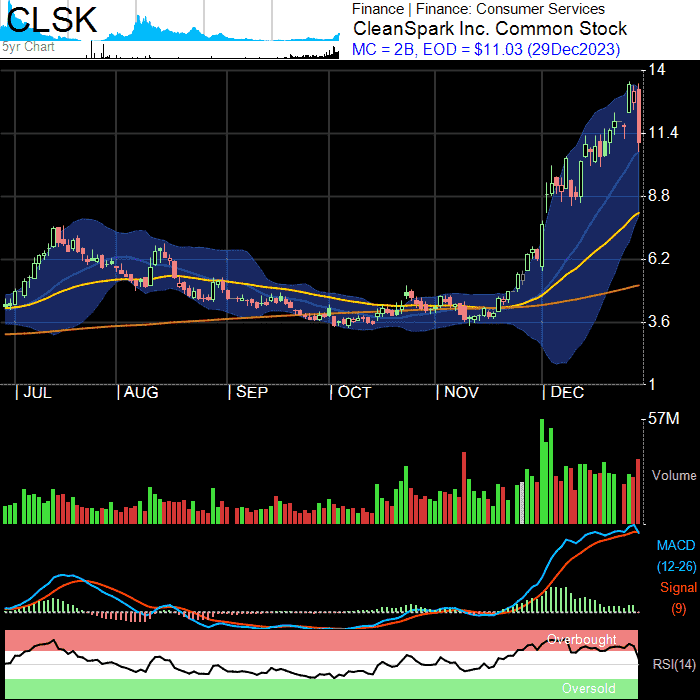 CLSK
5yr Chart
Finance | Finance: Consumer Services
CleanSpark Inc. Common Stock
MC = 2B, EOD = $11.03 (29Dec2023)
14
11.4
8.8
6.2
3.6
1
JUL AUG SEP OCT NOV DEC
57M
Volume
MACD
(12-26)
Signal
(9)
Overbought
RSI(14)
Oversold